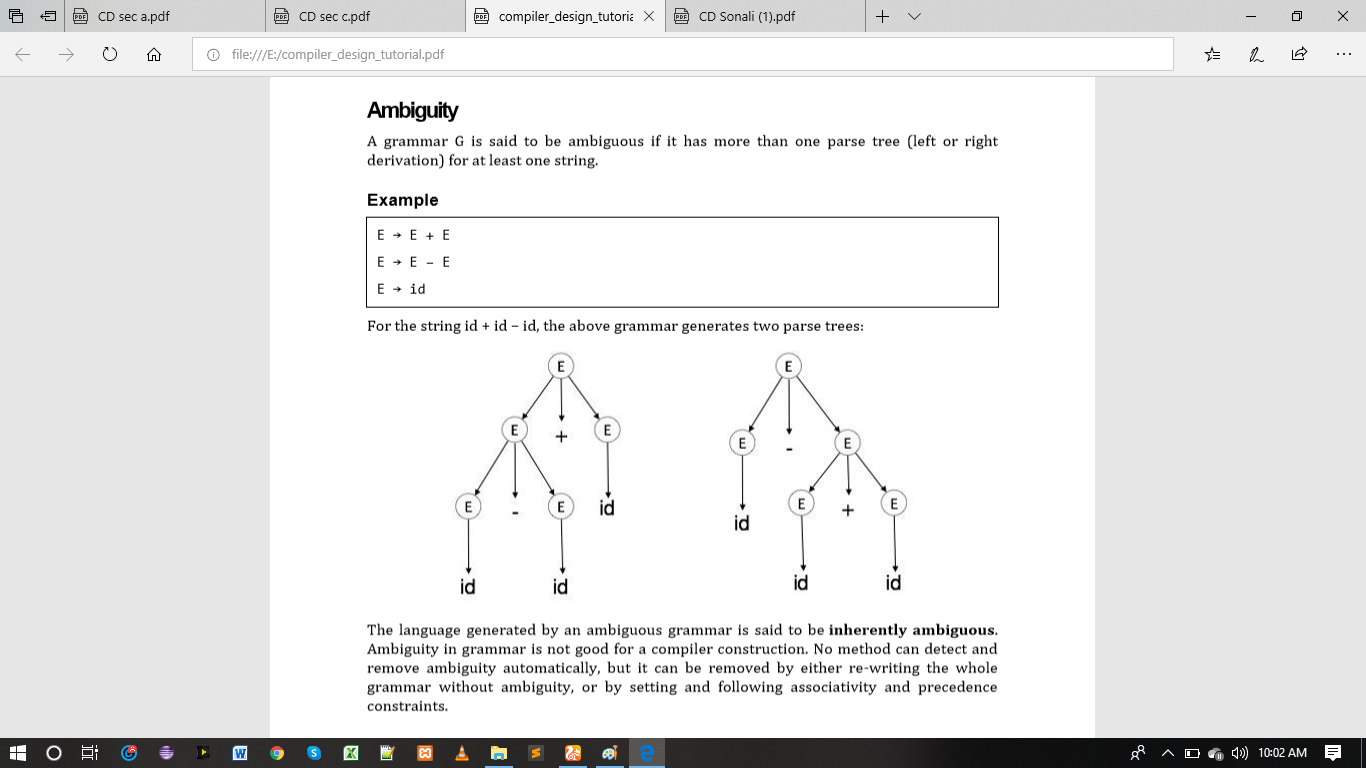 CD sec a.pdf
CD sec c.pdf
compiler_design_tutoria
CD Sonali (1).pdf
file:///E:/compiler_design_tutorial.pdf
Ambiguity
A grammar G is said to be ambiguous if it has more than one parse tree (left or right
derivation) for at least one string.
Example
E → E + E
E → E – E
E → id
For the string id + id – id, the above grammar generates two parse trees:
E E
E + E
E - E
E - E id
E + E
id
id id
id id
The language generated by an ambiguous grammar is said to be inherently ambiguous.
Ambiguity in grammar is not good for a compiler construction. No method can detect and
remove ambiguity automatically, but it can be removed by either re-writing the whole
grammar without ambiguity, or by setting and following associativity and precedence
constraints.
10:02 AM